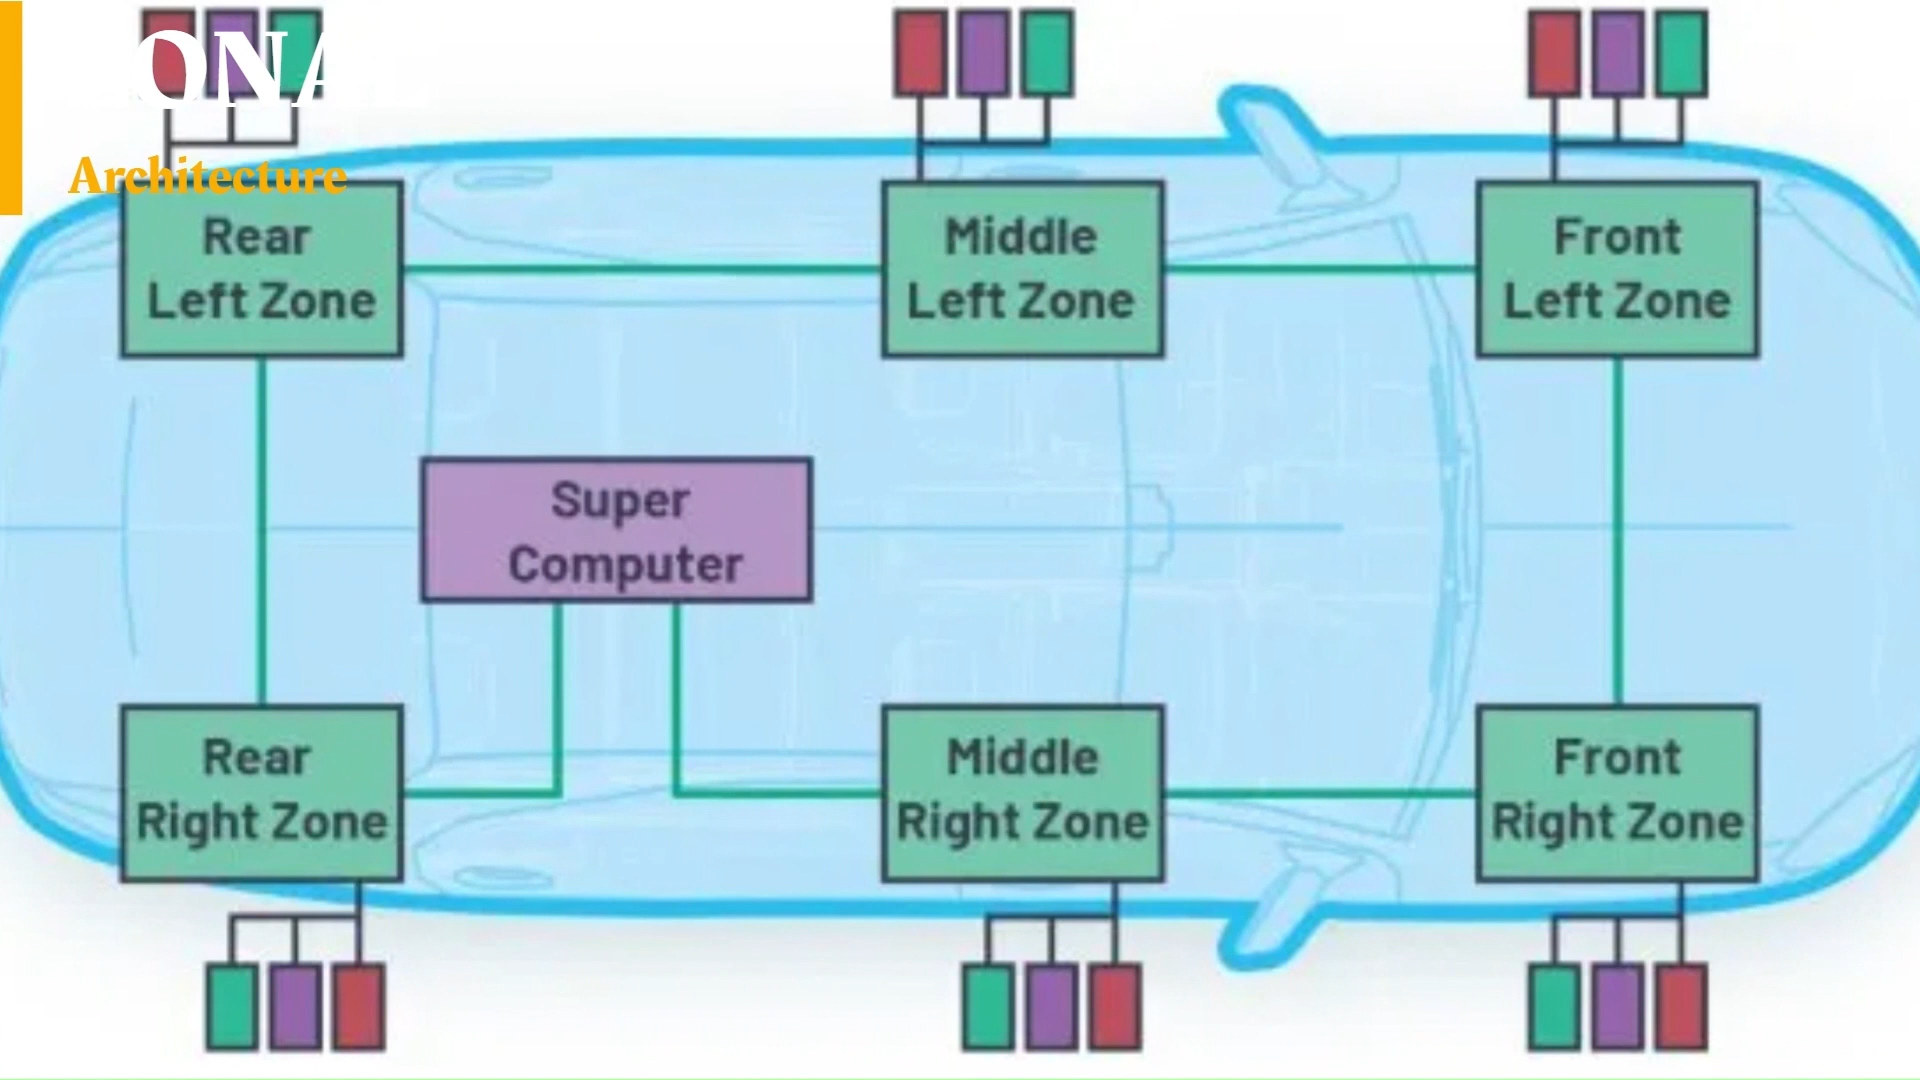 ONA
Architecture
Rear
Left Zone
Middle
Left Zone
Front
Left Zone
Super
Computer
Rear
Right Zone
Middle
Right Zone
Front
Right Zone